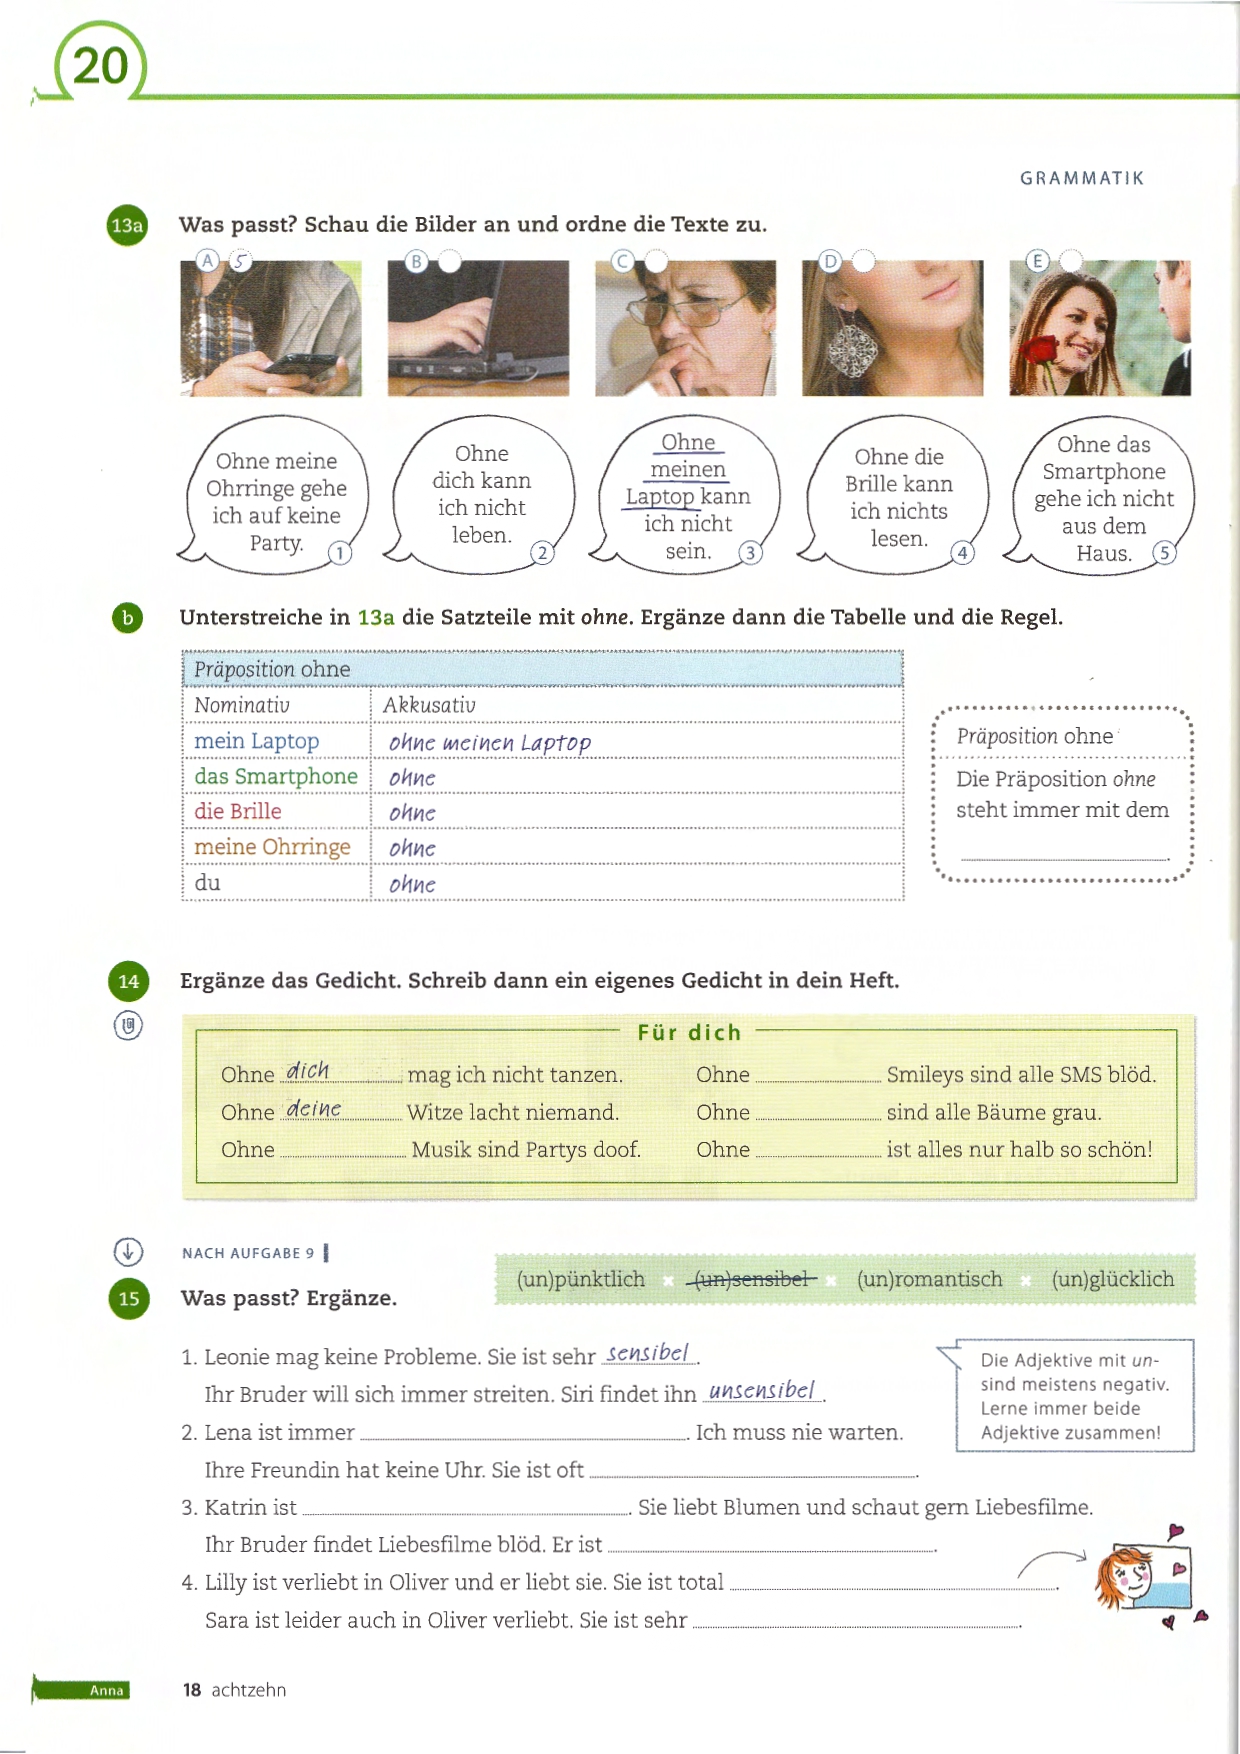 20
GRAMMATIK
13a Was passt? Schau die Bilder an und ordne die Texte zu.
A 5 B C D E
Ohne meine
Ohrringe gehe
ich auf keine
Party. 1
Ohne
dich kann
ich nicht
leben. 2
Ohne
meinen
Laptop kann
ich nicht
sein. 3
Ohne die
Brille kann
ich nichts
lesen. 4
Ohne das
Smartphone
gehe ich nicht
aus dem
Haus. 5
b Unterstreiche in 13a die Satzteile mit ohne. Ergänze dann die Tabelle und die Regel.
Präposition ohne
Nominativ Akkusativ
mein Laptop ohne meinen Laptop
das Smartphone ohne
die Brille ohne
meine Ohrringe ohne
du ohne
Präposition ohne
Die Präposition ohne
steht immer mit dem
.
14 Ergänze das Gedicht. Schreib dann ein eigenes Gedicht in dein Heft.
Für dich
Ohne dich mag ich nicht tanzen.
Ohne deine Witze lacht niemand.
Ohne Musik sind Partys doof.
Ohne Smileys sind alle SMS blöd.
Ohne sind alle Bäume grau.
Ohne ist alles nur halb so schön!
NACH AUFGABE 9
15 Was passt? Ergänze.
(un)pünktlich × (un)sensibel × (un)romantisch × (un)glücklich
1. Leonie mag keine Probleme. Sie ist sehr sensibel.
Ihr Bruder will sich immer streiten. Siri findet ihn unsensibel.
2. Lena ist immer . Ich muss nie warten.
Ihre Freundin hat keine Uhr. Sie ist oft .
3. Katrin ist . Sie liebt Blumen und schaut gern Liebesfilme.
Ihr Bruder findet Liebesfilme blöd. Er ist .
4. Lilly ist verliebt in Oliver und er liebt sie. Sie ist total .
Sara ist leider auch in Oliver verliebt. Sie ist sehr .
Die Adjektive mit un-
sind meistens negativ.
Lerne immer beide
Adjektive zusammen!
Anna 18 achtzehn